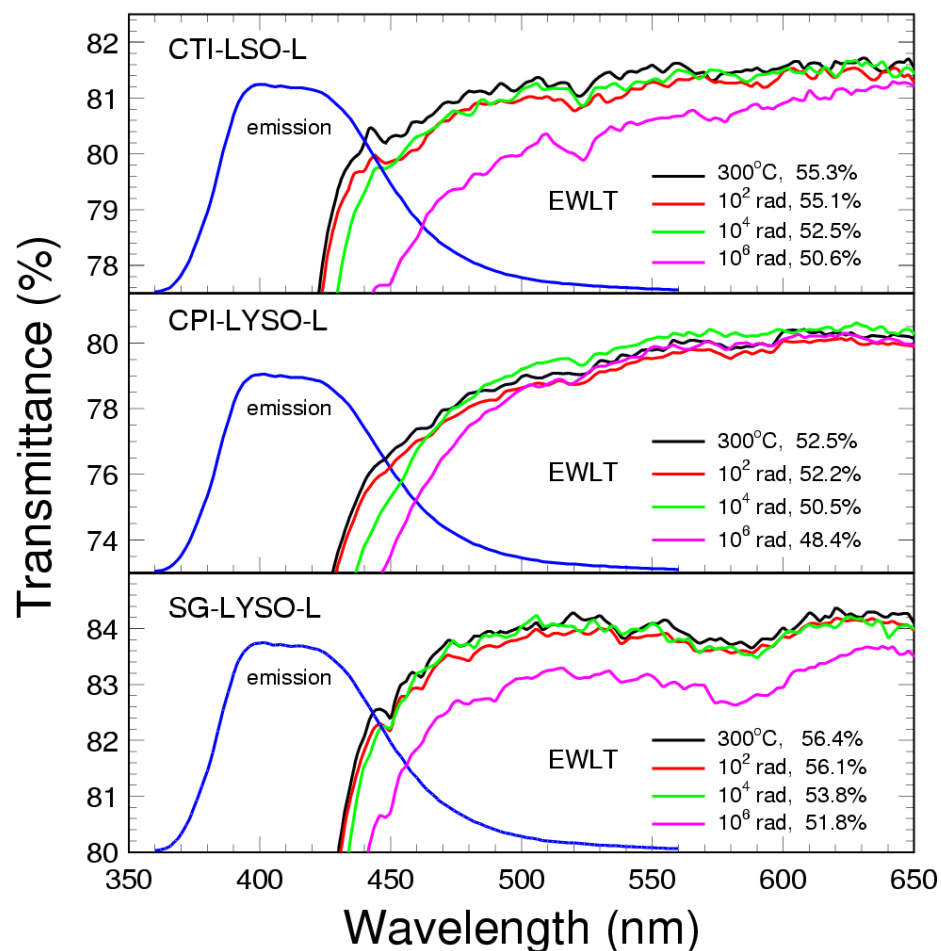 Transmittance (%)
CTI-LSO-L
82
81
80
79
78
emission
EWLT
300°C, 55.3%
10² rad, 55.1%
10⁴ rad, 52.5%
10⁶ rad, 50.6%
CPI-LYSO-L
80
78
76
74
emission
EWLT
300°C, 52.5%
10² rad, 52.2%
10⁴ rad, 50.5%
10⁶ rad, 48.4%
SG-LYSO-L
84
83
82
81
80
emission
EWLT
300°C, 56.4%
10² rad, 56.1%
10⁴ rad, 53.8%
10⁶ rad, 51.8%
350 400 450 500 550 600 650
Wavelength (nm)